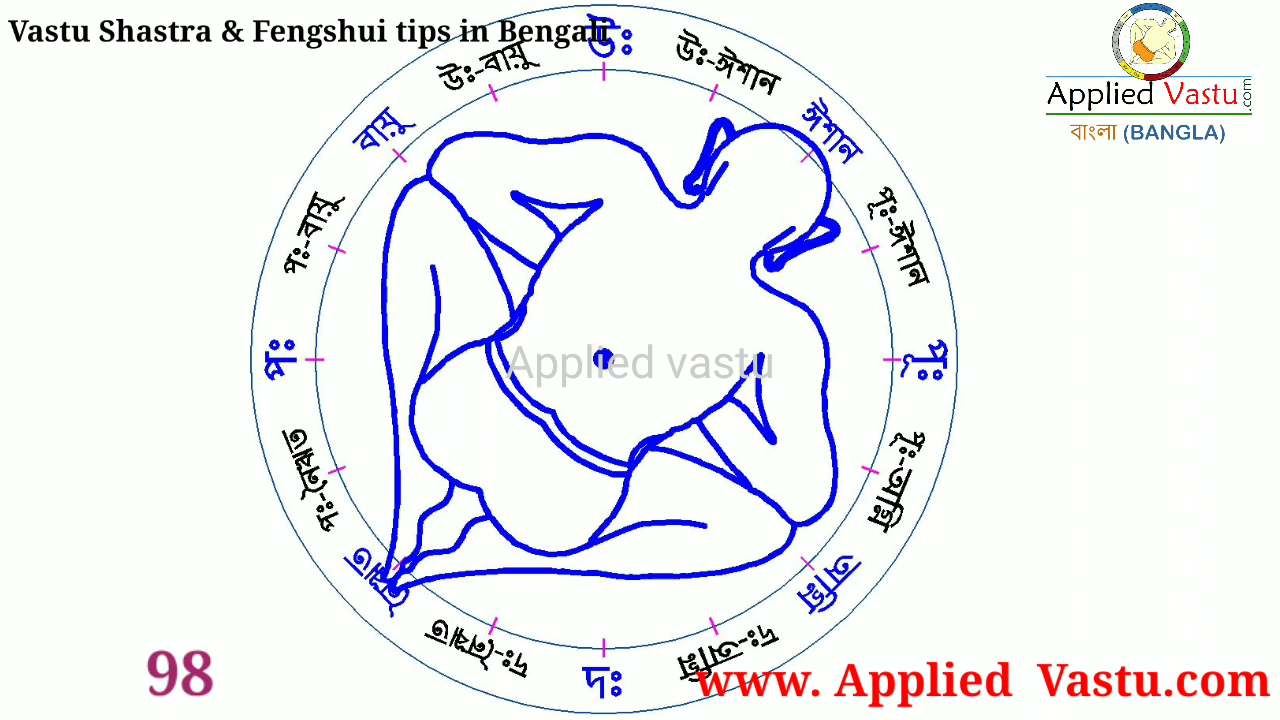 Vastu Shastra & Fengshui tips in Bengali
উঃ
উঃ-ঈশান
ঈশান
পূঃ-ঈশান
পূঃ
পূঃ-অগ্নি
অগ্নি
দঃ-অগ্নি
দঃ
দঃ-নৈঋত
নৈঋত
পঃ-নৈঋত
পঃ
পঃ-বায়ু
বায়ু
উঃ-বায়ু
Applied Vastu.com
বাংলা (BANGLA)
Applied vastu
98
www. Applied Vastu.com